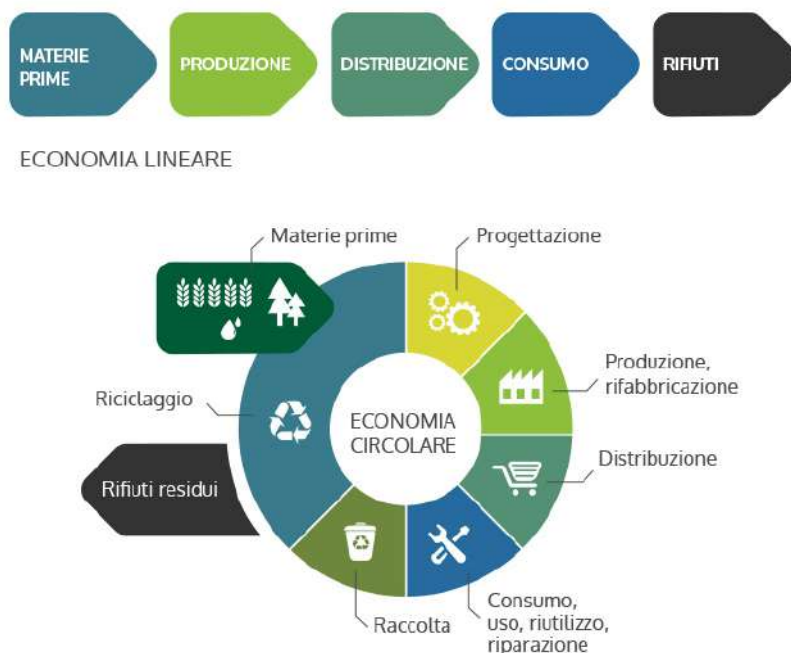 MATERIE
PRIME
PRODUZIONE
DISTRIBUZIONE
CONSUMO
RIFIUTI
ECONOMIA LINEARE
Materie prime
Progettazione
Produzione,
rifabbricazione
Riciclaggio
ECONOMIA
CIRCOLARE
Distribuzione
Rifiuti residui
Raccolta
Consumo,
uso, riutilizzo,
riparazione